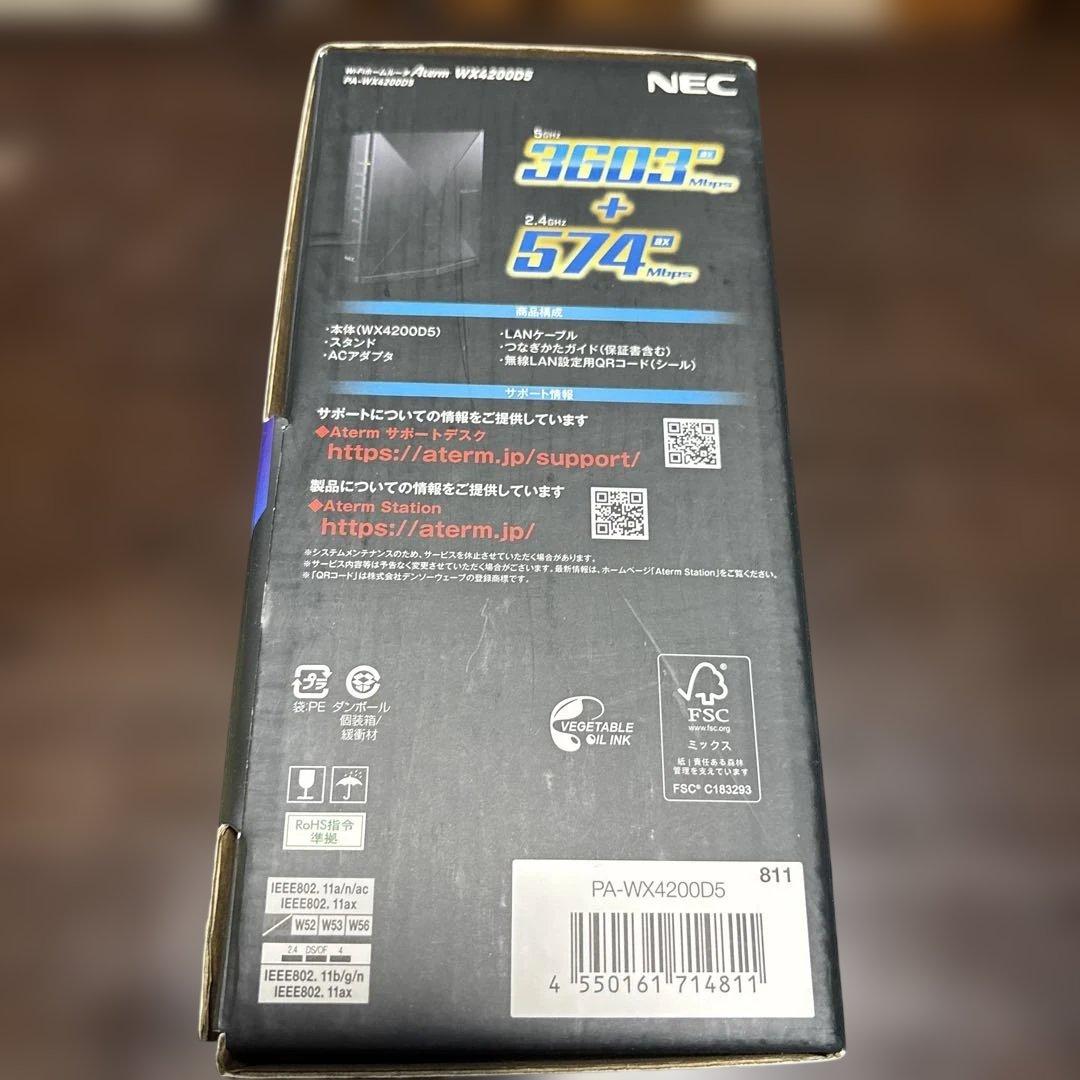 Wi-Fiホームルータ Aterm WX4200D5
PA-WX4200D5
NEC
5GHz
3603 ax Mbps
+
2.4GHz
574 ax Mbps
商品構成
・本体(WX4200D5)
・スタンド
・ACアダプタ
・LANケーブル
・つなぎかたガイド(保証書含む)
・無線LAN設定用QRコード(シール)
サポート情報
サポートについての情報をご提供しています
◆Aterm サポートデスク
https://aterm.jp/support/
製品についての情報をご提供しています
◆Aterm Station
https://aterm.jp/
※システムメンテナンスのため、サービスを休止させていただく場合があります。
※サービス内容等は予告なく変更させていただく場合がございます。最新情報は、ホームページ「Aterm Station」をご覧ください。
※「QRコード」は株式会社デンソーウェーブの登録商標です。
プラ
袋:PE
ダンボール
個装箱/
緩衝材
VEGETABLE
OIL INK
FSC
www.fsc.org
ミックス
紙|責任ある森林
管理を支えています
FSC® C183293
RoHS指令
準拠
IEEE802.11a/n/ac
IEEE802.11ax
W52 W53 W56
2.4 DS/OF 4
IEEE802.11b/g/n
IEEE802.11ax
811
PA-WX4200D5
4 550161 714811